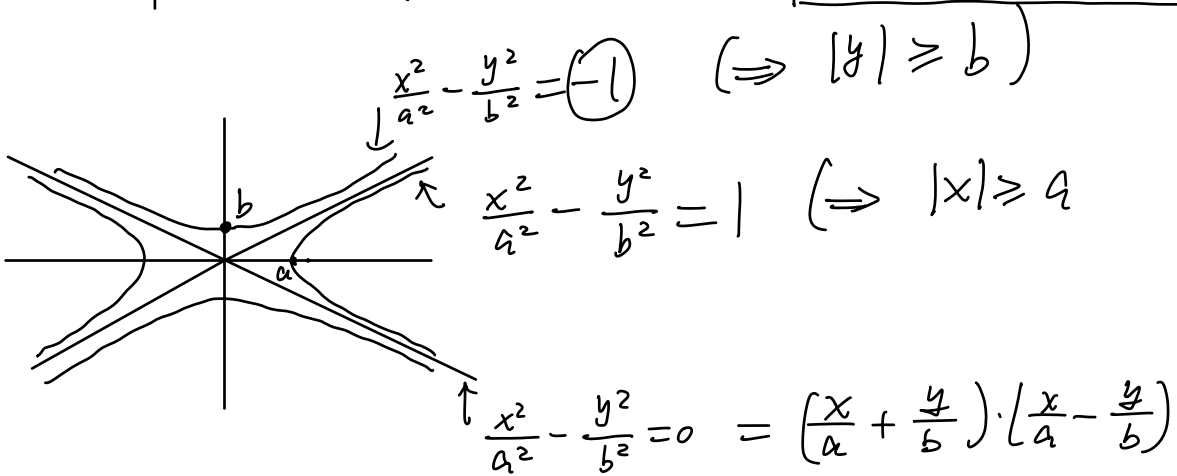 x²/a² - y²/b² = -1 (⇒ |y| ≥ b)
b
x²/a² - y²/b² = 1 (⇒ |x| ≥ a
a
x²/a² - y²/b² = 0 = (x/a + y/b)·(x/a - y/b)